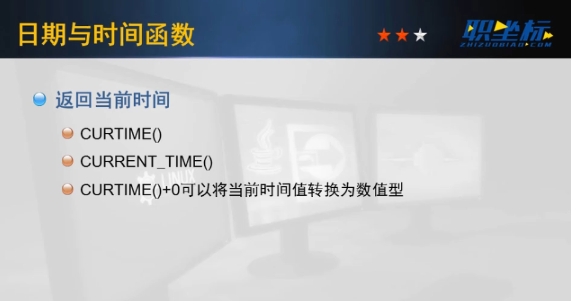 日期与时间函数
职坐标
ZHIZUOBIAO.COM
返回当前时间
CURTIME()
CURRENT_TIME()
CURTIME()+0可以将当前时间值转换为数值型
LINUX